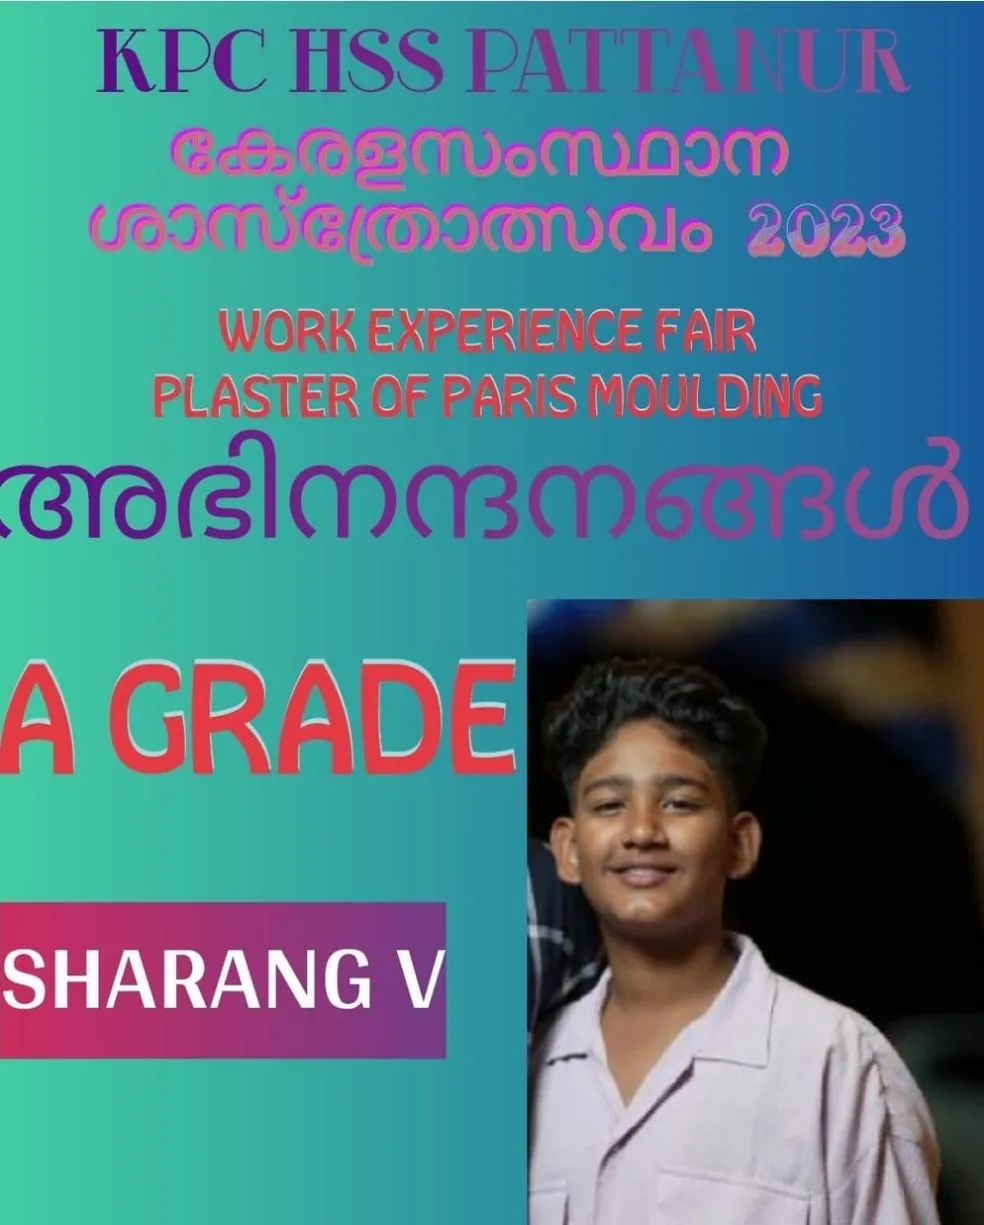 KPC HSS PATTANUR
കേരളസംസ്ഥാന
ശാസ്ത്രോത്സവം 2023
WORK EXPERIENCE FAIR
PLASTER OF PARIS MOULDING
അഭിനന്ദനങ്ങൾ
A GRADE
SHARANG V